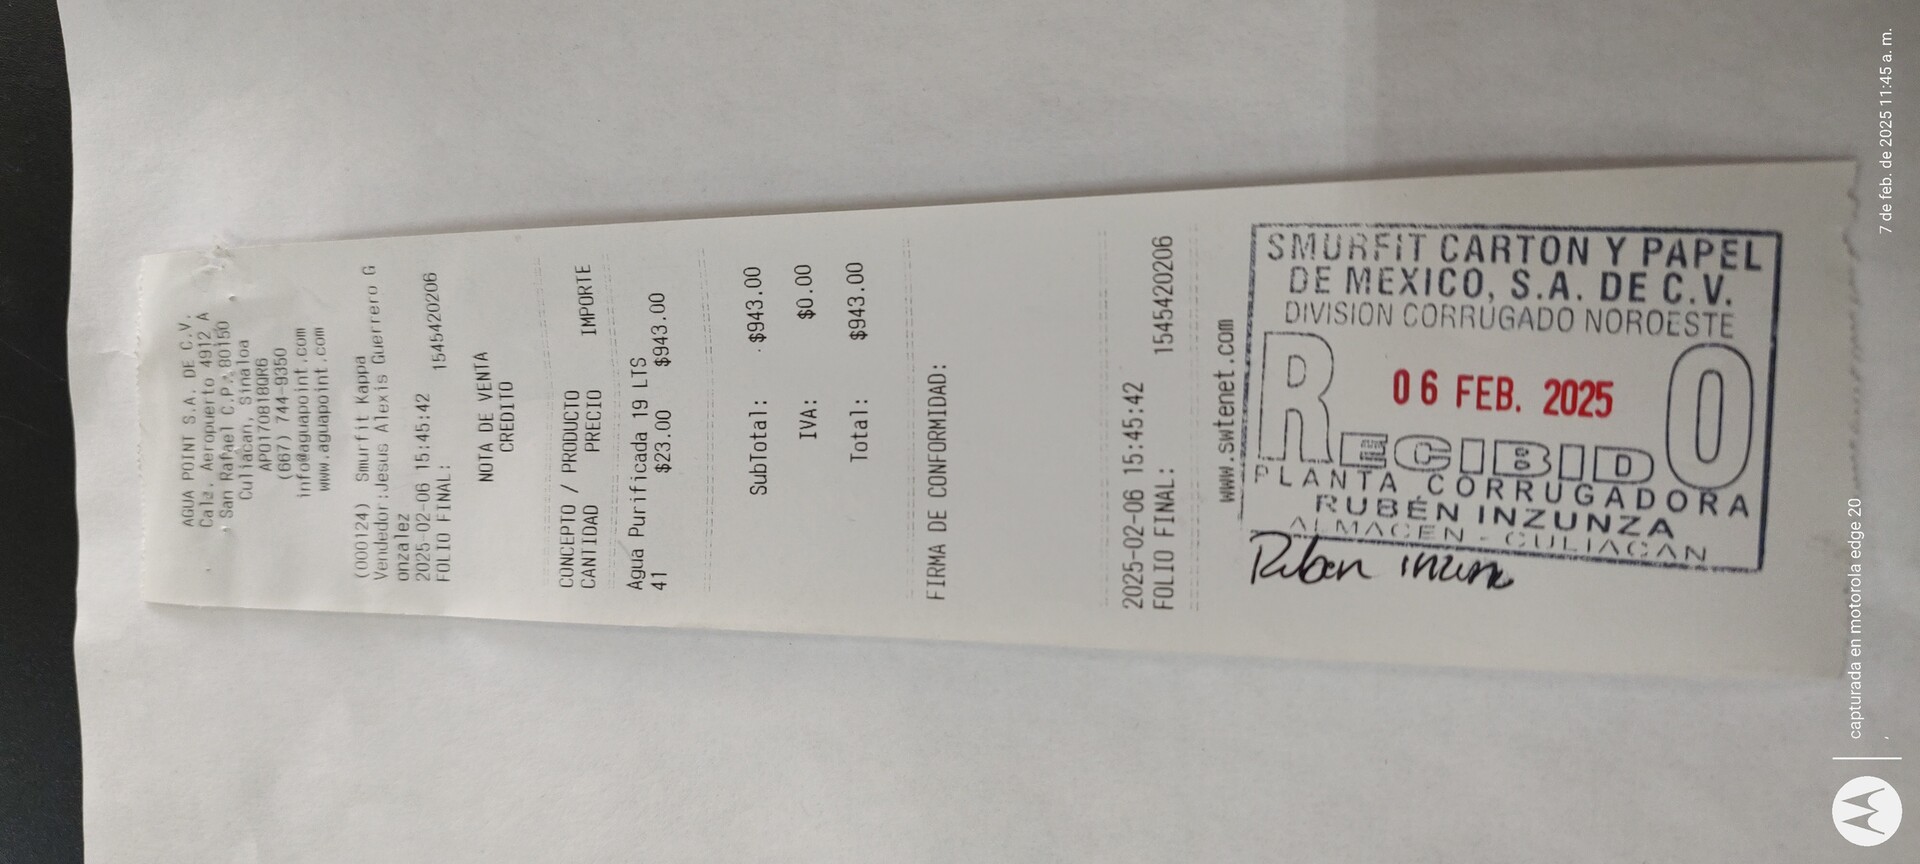 AGUA POINT S.A. DE C.V.
Calz. Aeropuerto 4912 A
San Rafael C.P. 80150
Culiacan, Sinaloa
APO170818QR6
(667) 744-9350
info@aguapoint.com
www.aguapoint.com
(000124) Smurfit Kappa
Vendedor:Jesus Alexis Guerrero G
onzalez
2025-02-06 15:45:42
FOLIO FINAL: 1545420206
NOTA DE VENTA
CREDITO
CONCEPTO / PRODUCTO
CANTIDAD PRECIO IMPORTE
Agua Purificada 19 LTS
41 $23.00 $943.00
SubTotal: $943.00
IVA: $0.00
Total: $943.00
FIRMA DE CONFORMIDAD:
2025-02-06 15:45:42
FOLIO FINAL: 1545420206
www.swtenet.com
SMURFIT CARTON Y PAPEL
DE MEXICO, S.A. DE C.V.
DIVISION CORRUGADO NOROESTE
06 FEB. 2025
RECIBIDO
PLANTA CORRUGADORA
RUBÉN INZUNZA
ALMACEN - CULIACAN
Ruben inzun
capturada en motorola edge 20
7 de feb. de 2025 11:45 a. m.